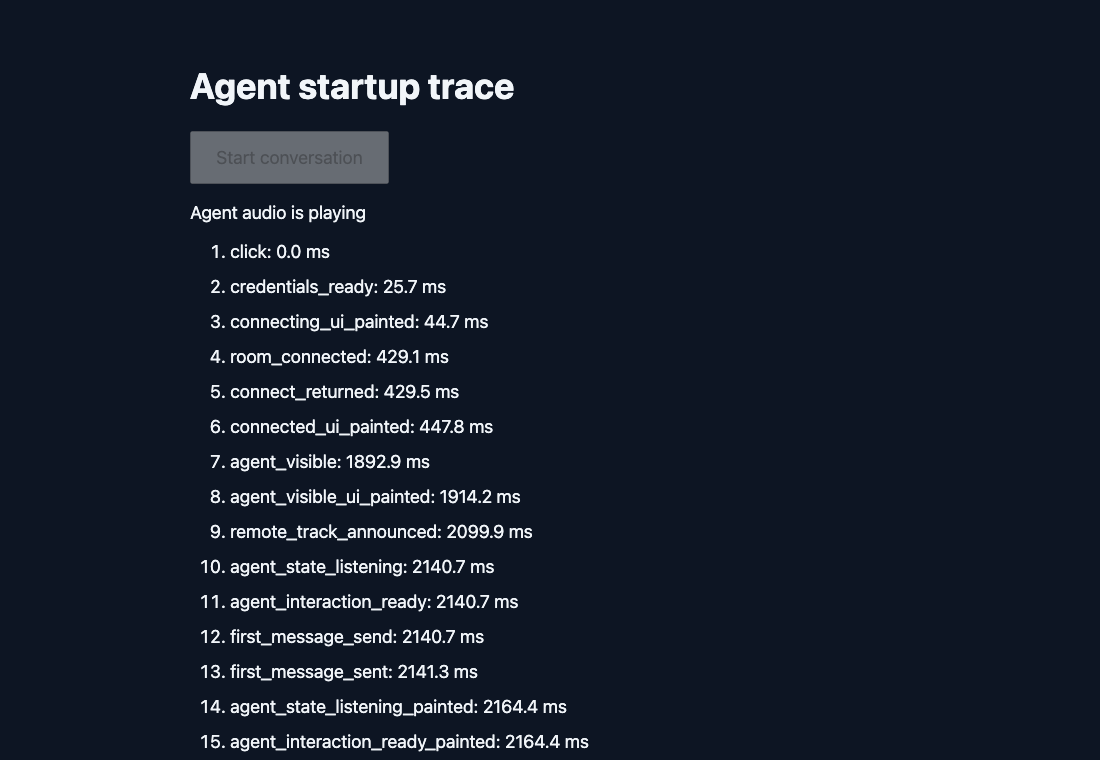 Agent startup trace
Start conversation
Agent audio is playing
1. click: 0.0 ms
2. credentials_ready: 25.7 ms
3. connecting_ui_painted: 44.7 ms
4. room_connected: 429.1 ms
5. connect_returned: 429.5 ms
6. connected_ui_painted: 447.8 ms
7. agent_visible: 1892.9 ms
8. agent_visible_ui_painted: 1914.2 ms
9. remote_track_announced: 2099.9 ms
10. agent_state_listening: 2140.7 ms
11. agent_interaction_ready: 2140.7 ms
12. first_message_send: 2140.7 ms
13. first_message_sent: 2141.3 ms
14. agent_state_listening_painted: 2164.4 ms
15. agent_interaction_ready_painted: 2164.4 ms